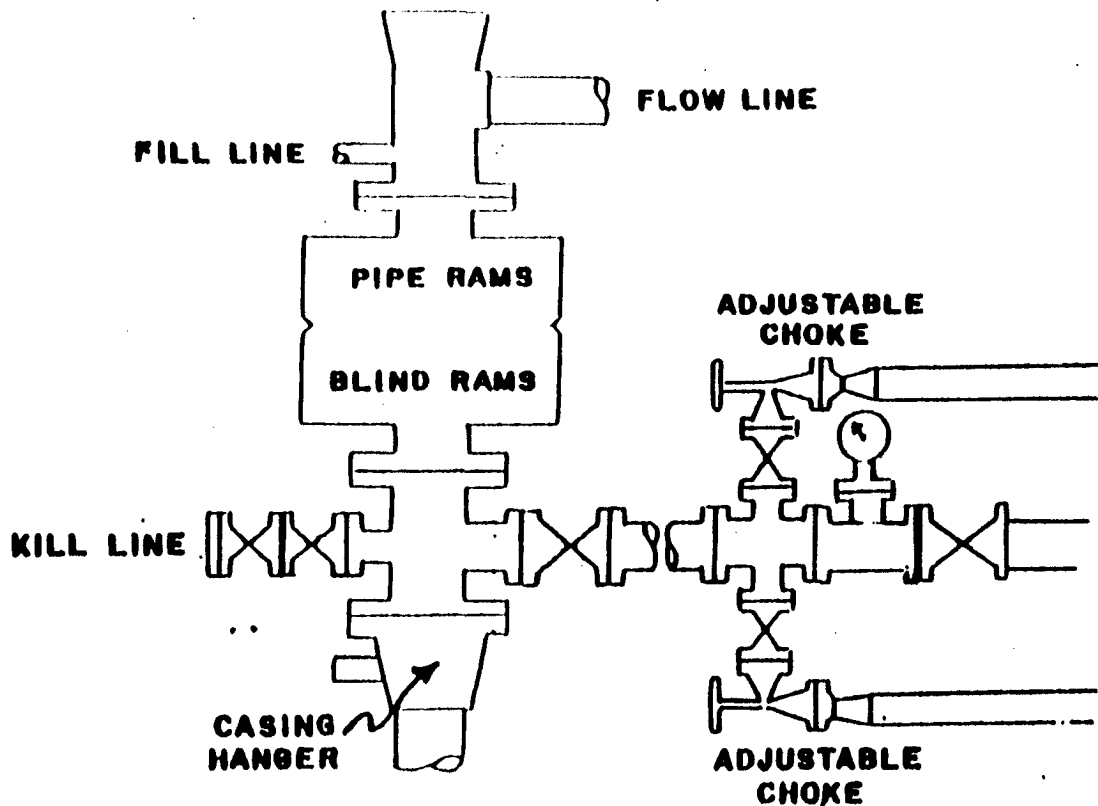 FLOW LINE
FILL LINE
PIPE RAMS
BLIND RAMS
ADJUSTABLE
CHOKE
KILL LINE
CASING
HANGER
ADJUSTABLE
CHOKE